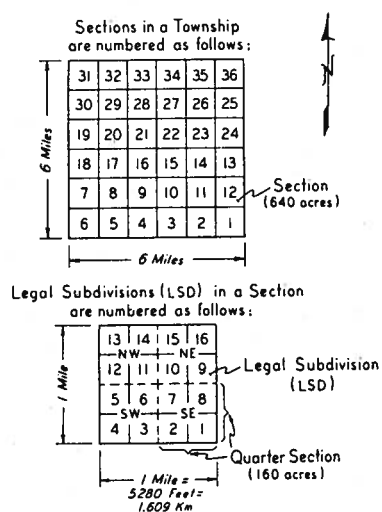 Sections in a Township
are numbered as follows:
N
31 32 33 34 35 36
30 29 28 27 26 25
19 20 21 22 23 24
18 17 16 15 14 13
7 8 9 10 11 12
6 5 4 3 2 1
6 Miles
Section
(640 acres)
6 Miles
Legal Subdivisions (LSD) in a Section
are numbered as follows:
13 14 15 16
NW NE
12 11 10 9
5 6 7 8
SW SE
4 3 2 1
1 Mile
Legal Subdivision
(LSD)
Quarter Section
(160 acres)
1 Mile =
5280 Feet=
1.609 Km